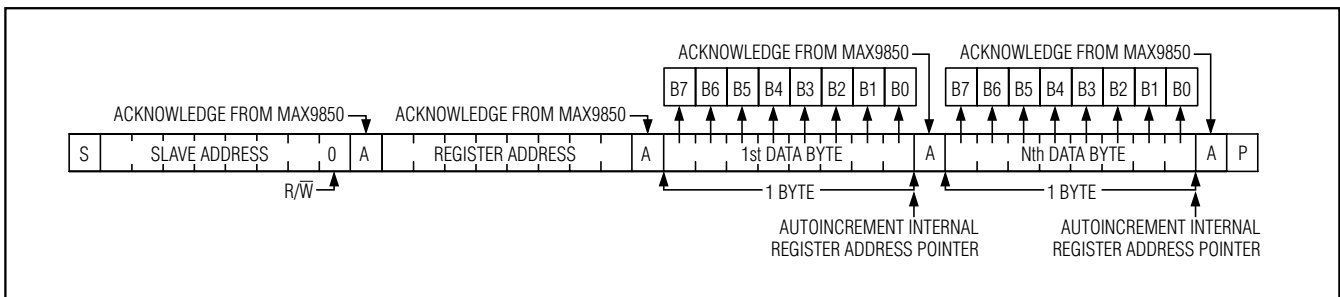 ACKNOWLEDGE FROM MAX9850 ACKNOWLEDGE FROM MAX9850
B7 B6 B5 B4 B3 B2 B1 B0 B7 B6 B5 B4 B3 B2 B1 B0
ACKNOWLEDGE FROM MAX9850 ACKNOWLEDGE FROM MAX9850
S SLAVE ADDRESS 0 A REGISTER ADDRESS A 1st DATA BYTE A Nth DATA BYTE A P
R/W̅ 1 BYTE 1 BYTE
AUTOINCREMENT INTERNAL
REGISTER ADDRESS POINTER
AUTOINCREMENT INTERNAL
REGISTER ADDRESS POINTER